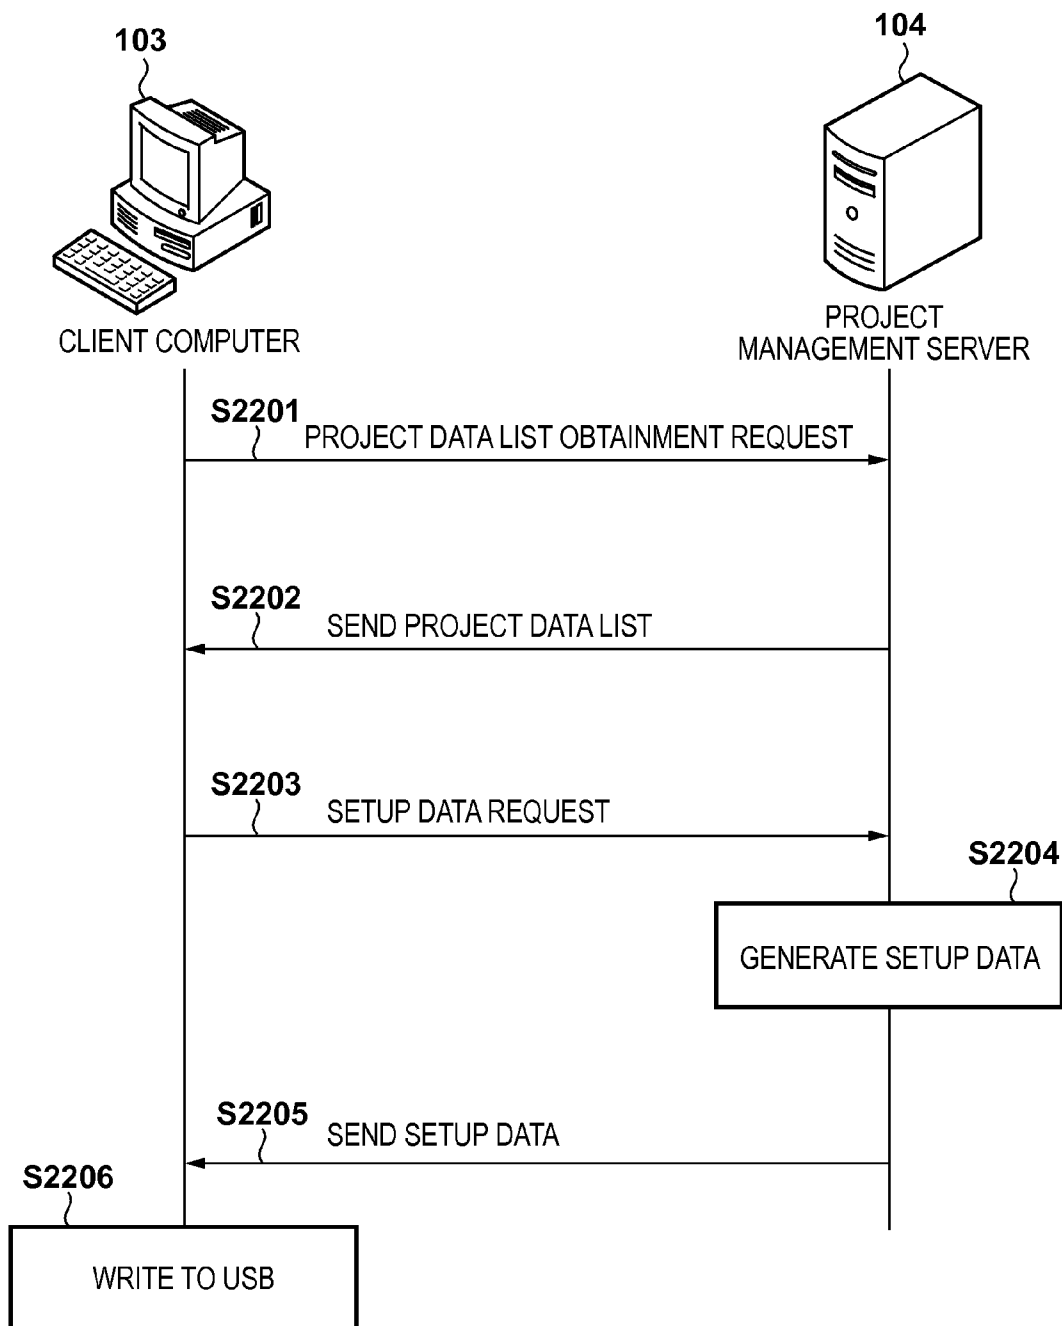 103
104
CLIENT COMPUTER
PROJECT
MANAGEMENT SERVER
S2201
PROJECT DATA LIST OBTAINMENT REQUEST
S2202
SEND PROJECT DATA LIST
S2203
SETUP DATA REQUEST
S2204
GENERATE SETUP DATA
S2205
SEND SETUP DATA
S2206
WRITE TO USB